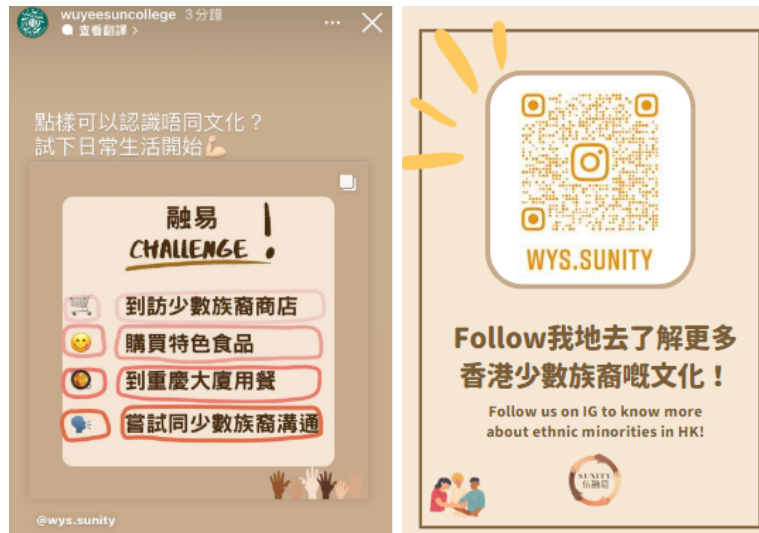 wuyeesuncollege 3分鐘
查看翻譯 >
點樣可以認識唔同文化？
試下日常生活開始💪🏻
融易
CHALLENGE !
到訪少數族裔商店
購買特色食品
到重慶大廈用餐
嘗試同少數族裔溝通
@wys.sunity
WYS.SUNITY
Follow我地去了解更多
香港少數族裔嘅文化！
Follow us on IG to know more
about ethnic minorities in HK!
SUNITY
伍融易